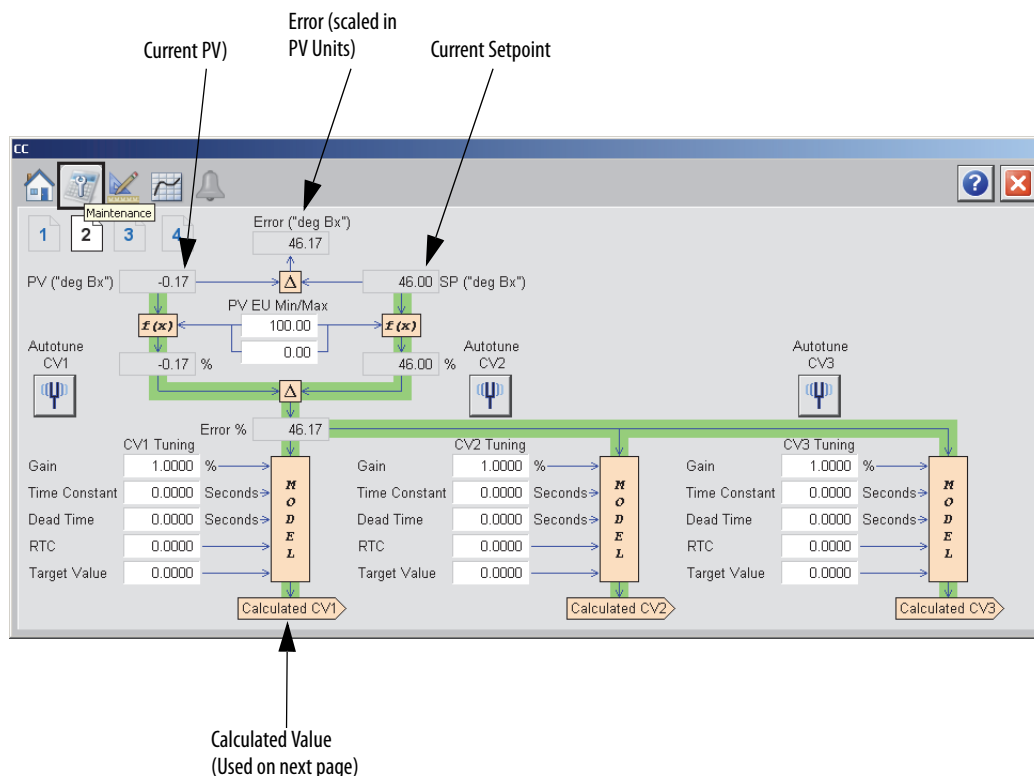 Error (scaled in
PV Units)
Current PV)
Current Setpoint
CC
Maintenance
1 2 3 4
Error ("deg Bx")
46.17
PV ("deg Bx") -0.17 Δ 46.00 SP ("deg Bx")
PV EU Min/Max
f(x) 100.00 f(x)
0.00
-0.17 % 46.00 %
Autotune
CV1
Autotune
CV2
Autotune
CV3
Δ
Error % 46.17
CV1 Tuning
Gain 1.0000 %
Time Constant 0.0000 Seconds
Dead Time 0.0000 Seconds
RTC 0.0000
Target Value 0.0000
MODEL
Calculated CV1
CV2 Tuning
Gain 1.0000 %
Time Constant 0.0000 Seconds
Dead Time 0.0000 Seconds
RTC 0.0000
Target Value 0.0000
MODEL
Calculated CV2
CV3 Tuning
Gain 1.0000 %
Time Constant 0.0000 Seconds
Dead Time 0.0000 Seconds
RTC 0.0000
Target Value 0.0000
MODEL
Calculated CV3
Calculated Value
(Used on next page)